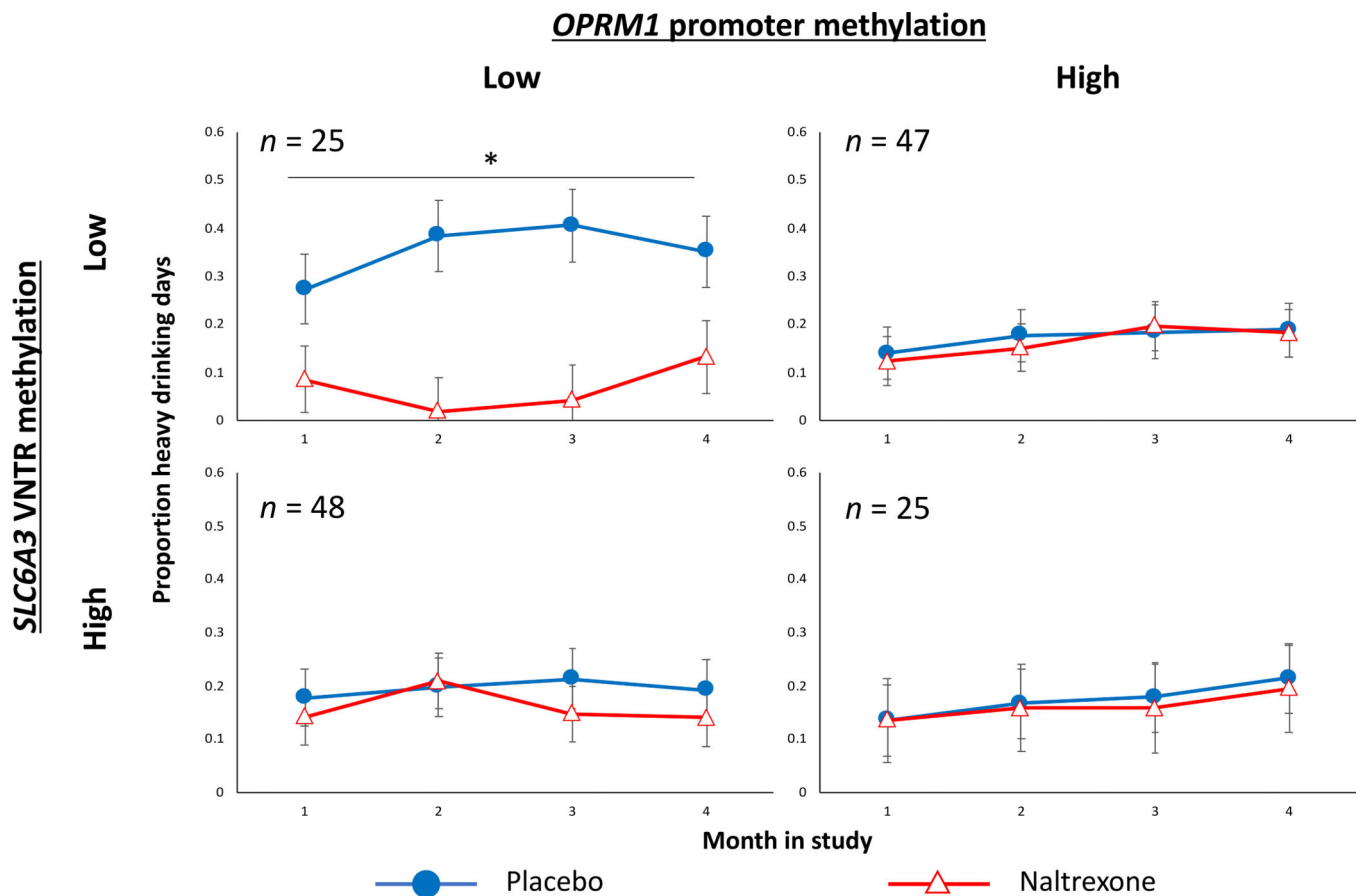 OPRM1 promoter methylation
Low
High
SLC6A3 VNTR methylation
Low
High
Proportion heavy drinking days
n = 25
*
0.6
0.5
0.4
0.3
0.2
0.1
0
1 2 3 4
n = 47
0.6
0.5
0.4
0.3
0.2
0.1
0
1 2 3 4
n = 48
0.6
0.5
0.4
0.3
0.2
0.1
0
1 2 3 4
n = 25
0.6
0.5
0.4
0.3
0.2
0.1
0
1 2 3 4
Month in study
Placebo
Naltrexone